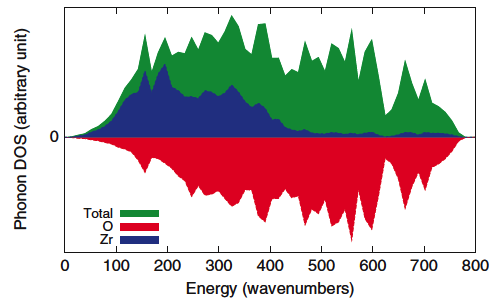 Phonon DOS (arbitrary unit)
0
Total
O
Zr
0 100 200 300 400 500 600 700 800
Energy (wavenumbers)